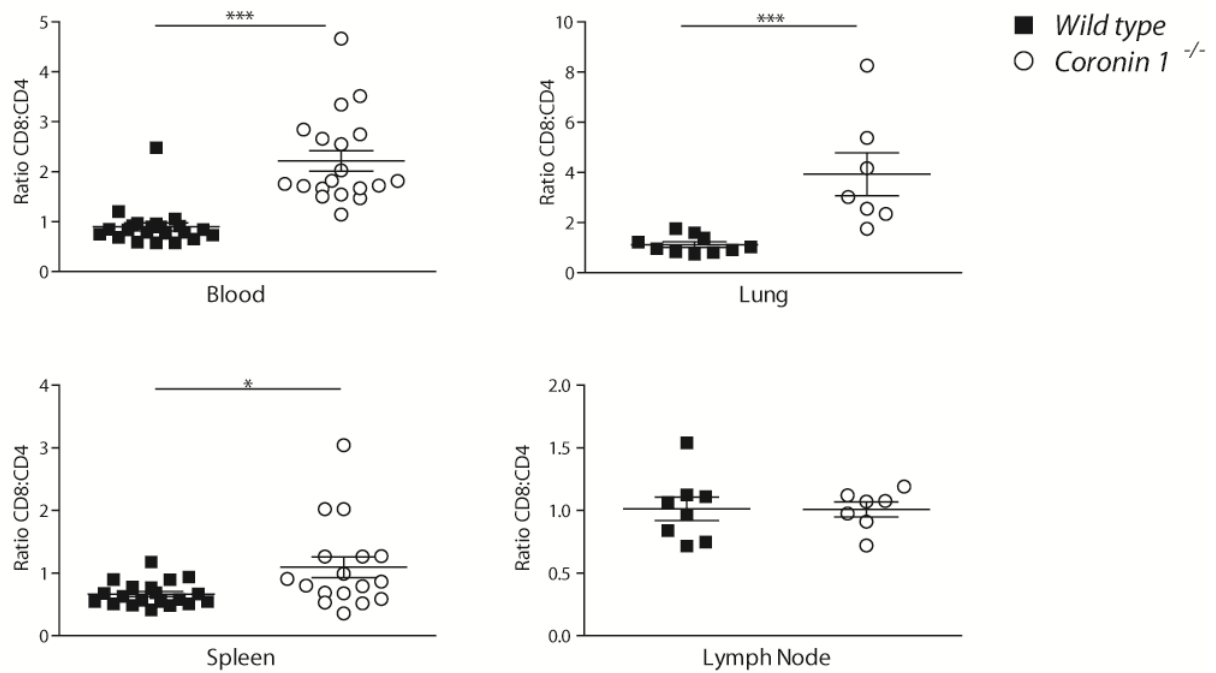 ***
5
4
3
2
1
0
Ratio CD8:CD4
Blood
***
10
8
6
4
2
0
Ratio CD8:CD4
Lung
Wild type
Coronin 1 -/-
*
4
3
2
1
0
Ratio CD8:CD4
Spleen
2.0
1.5
1.0
0.5
0.0
Ratio CD8:CD4
Lymph Node